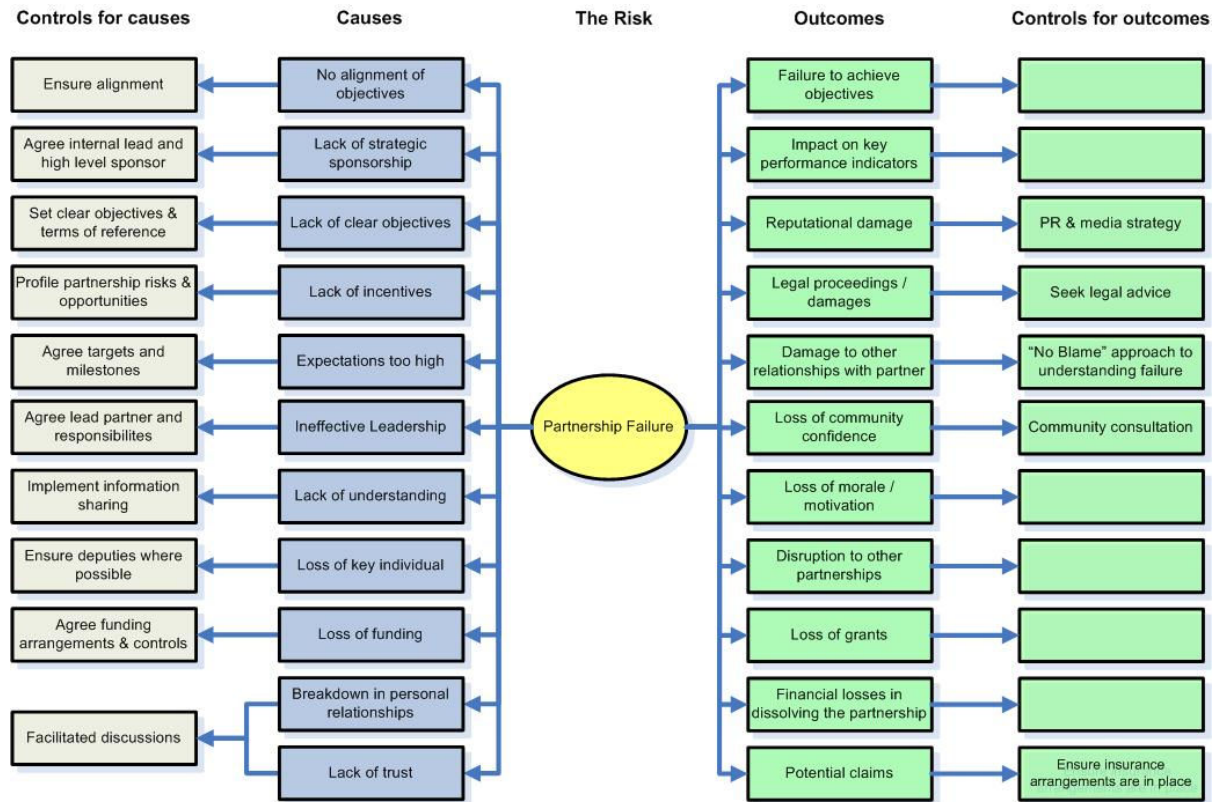 Controls for causes
Causes
The Risk
Outcomes
Controls for outcomes
Ensure alignment
No alignment of
objectives
Failure to achieve
objectives
Agree internal lead and
high level sponsor
Lack of strategic
sponsorship
Impact on key
performance indicators
Set clear objectives &
terms of reference
Lack of clear objectives
Reputational damage
PR & media strategy
Profile partnership risks &
opportunities
Lack of incentives
Legal proceedings /
damages
Seek legal advice
Agree targets and
milestones
Expectations too high
Damage to other
relationships with partner
“No Blame” approach to
understanding failure
Agree lead partner and
responsibilites
Ineffective Leadership
Partnership Failure
Loss of community
confidence
Community consultation
Implement information
sharing
Lack of understanding
Loss of morale /
motivation
Ensure deputies where
possible
Loss of key individual
Disruption to other
partnerships
Agree funding
arrangements & controls
Loss of funding
Loss of grants
Facilitated discussions
Breakdown in personal
relationships
Financial losses in
dissolving the partnership
Lack of trust
Potential claims
Ensure insurance
arrangements are in place